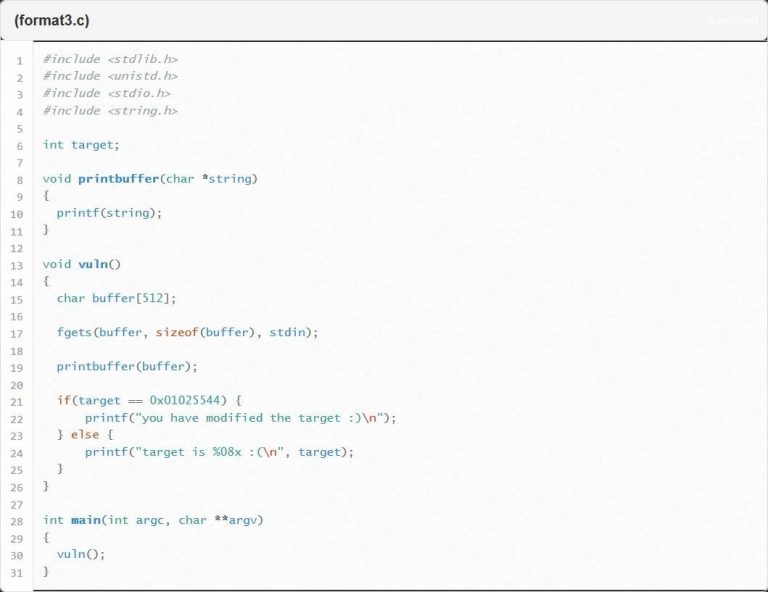 (format3.c)
download
1 #include <stdlib.h>
2 #include <unistd.h>
3 #include <stdio.h>
4 #include <string.h>
5
6 int target;
7
8 void printbuffer(char *string)
9 {
10   printf(string);
11 }
12
13 void vuln()
14 {
15   char buffer[512];
16
17   fgets(buffer, sizeof(buffer), stdin);
18
19   printbuffer(buffer);
20
21   if(target == 0x01025544) {
22       printf("you have modified the target :)\n");
23   } else {
24       printf("target is %08x :(\n", target);
25   }
26 }
27
28 int main(int argc, char **argv)
29 {
30   vuln();
31 }